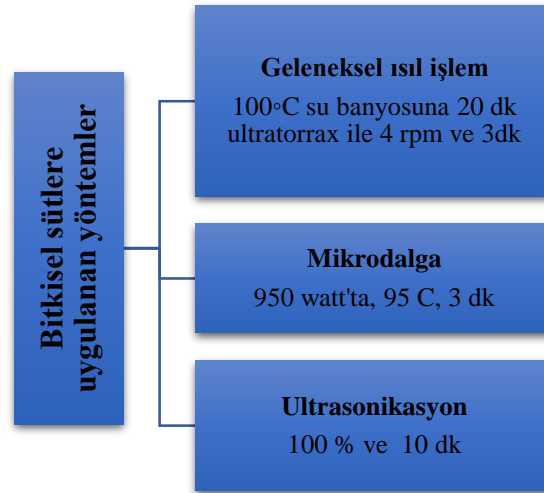 Bitkisel sütlere
uygulanan yöntemler
Geleneksel ısıl işlem
100◦C su banyosuna 20 dk
ultratorrax ile 4 rpm ve 3dk
Mikrodalga
950 watt'ta, 95 C, 3 dk
Ultrasonikasyon
100 % ve 10 dk